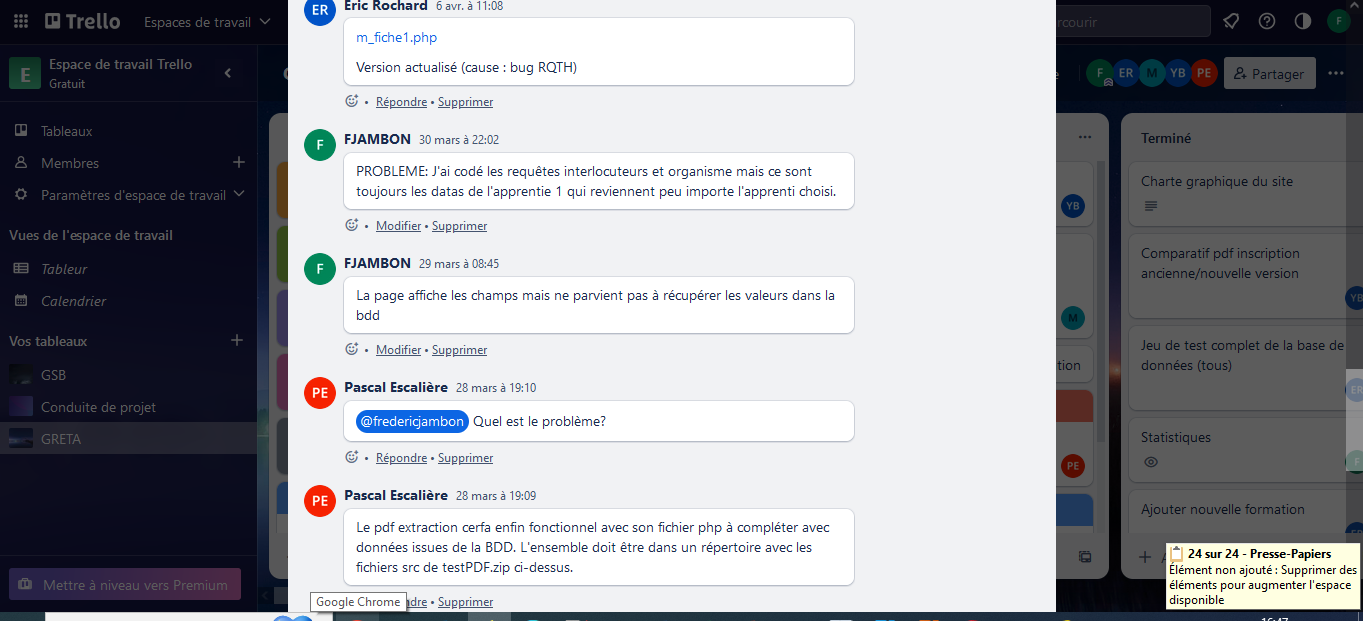 Trello
Espaces de travail
E
Espace de travail Trello
Gratuit
Tableaux
Membres
Paramètres d'espace de travail
Vues de l'espace de travail
Tableur
Calendrier
Vos tableaux
GSB
Conduite de projet
GRETA
Mettre à niveau vers Premium
ER
Eric Rochard 6 avr. à 11:08
m_fiche1.php
Version actualisé (cause : bug RQTH)
• Répondre • Supprimer
F
FJAMBON 30 mars à 22:02
PROBLEME: J'ai codé les requêtes interlocuteurs et organisme mais ce sont
toujours les datas de l'apprentie 1 qui reviennent peu importe l'apprenti choisi.
• Modifier • Supprimer
F
FJAMBON 29 mars à 08:45
La page affiche les champs mais ne parvient pas à récupérer les valeurs dans la
bdd
• Modifier • Supprimer
PE
Pascal Escalière 28 mars à 19:10
@fredericjambon Quel est le problème?
• Répondre • Supprimer
PE
Pascal Escalière 28 mars à 19:09
Le pdf extraction cerfa enfin fonctionnel avec son fichier php à compléter avec
données issues de la BDD. L'ensemble doit être dans un répertoire avec les
fichiers src de testPDF.zip ci-dessus.
dre • Supprimer
Google Chrome
courir
F
F ER M YB PE
Partager
YB
M
tion
PE
Terminé
Charte graphique du site
Comparatif pdf inscription
ancienne/nouvelle version
YB
Jeu de test complet de la base de
données (tous)
ER
Statistiques
F
Ajouter nouvelle formation
24 sur 24 - Presse-Papiers
Élément non ajouté : Supprimer des
éléments pour augmenter l'espace
disponible